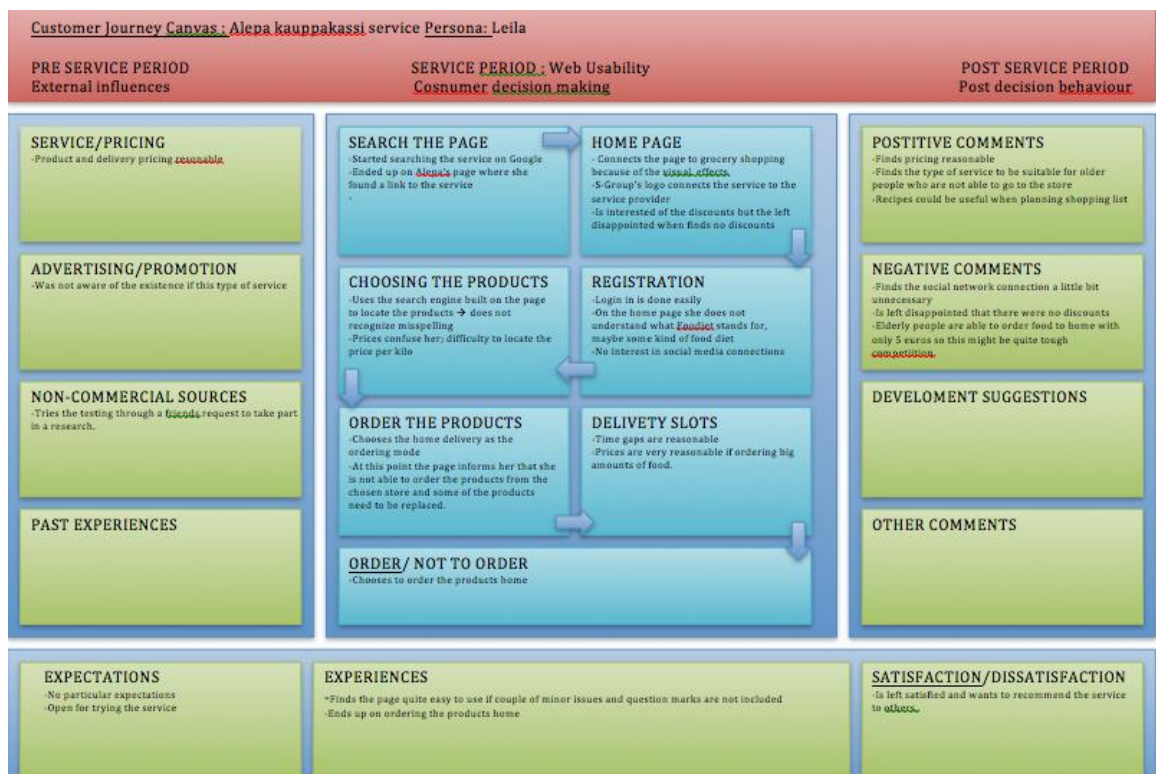 Customer Journey Canvas : Alepa kauppakassi service Persona: Leila
PRE SERVICE PERIOD
External influences
SERVICE PERIOD : Web Usability
Cosnumer decision making
POST SERVICE PERIOD
Post decision behaviour
SERVICE/PRICING
-Product and delivery pricing resonable
ADVERTISING/PROMOTION
-Was not aware of the existence if this type of service
NON-COMMERCIAL SOURCES
-Tries the testing through a friends request to take part
in a research.
PAST EXPERIENCES
SEARCH THE PAGE
-Started searching the service on Google
-Ended up on Alepa's page where she
found a link to the service
-
HOME PAGE
- Connects the page to grocery shopping
because of the visual effects.
-S-Group's logo connects the service to the
service provider
-Is interested of the discounts but the left
disappointed when finds no discounts
CHOOSING THE PRODUCTS
-Uses the search engine built on the page
to locate the products → does not
recognize misspelling
-Prices confuse her; difficulty to locate the
price per kilo
REGISTRATION
-Login in is done easily
-On the home page she does not
understand what Foodiet stands for,
maybe some kind of food diet
-No interest in social media connections
ORDER THE PRODUCTS
-Chooses the home delivery as the
ordering mode
-At this point the page informs her that she
is not able to order the products from the
chosen store and some of the products
need to be replaced.
DELIVETY SLOTS
-Time gaps are reasonable
-Prices are very reasonable if ordering big
amounts of food.
ORDER/ NOT TO ORDER
-Chooses to order the products home
POSTITIVE COMMENTS
-Finds pricing reasonable
-Finds the type of service to be suitable for older
people who are not able to go to the store
-Recipes could be useful when planning shopping list
NEGATIVE COMMENTS
-Finds the social network connection a little bit
unnecessary
-Is left disappointed that there were no discounts
-Elderly people are able to order food to home with
only 5 euros so this might be quite tough
competiition.
DEVELOMENT SUGGESTIONS
OTHER COMMENTS
EXPECTATIONS
-No particular expectations
-Open for trying the service
EXPERIENCES
-Finds the page quite easy to use if couple of minor issues and question marks are not included
-Ends up on ordering the products home
SATISFACTION/DISSATISFACTION
-Is left satisfied and wants to recommend the service
to others.